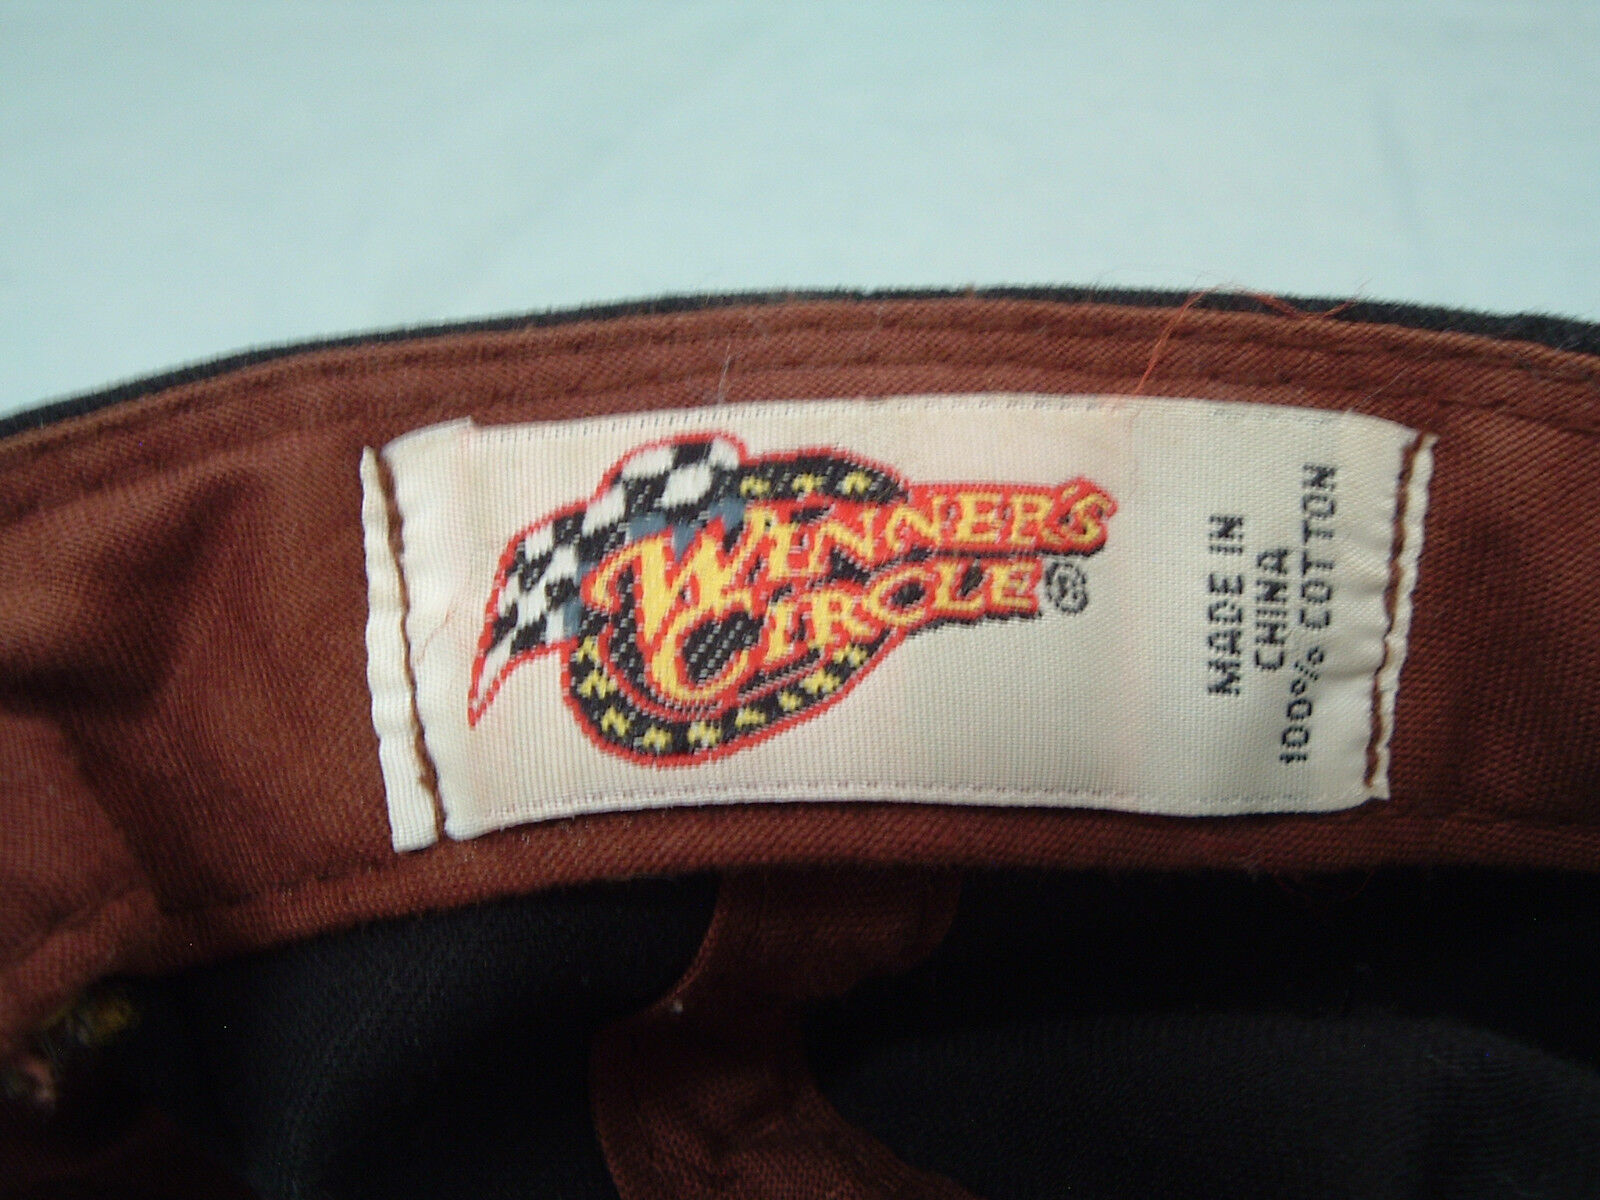 WINNER'S
CIRCLE®
MADE IN
CHINA
100% COTTON